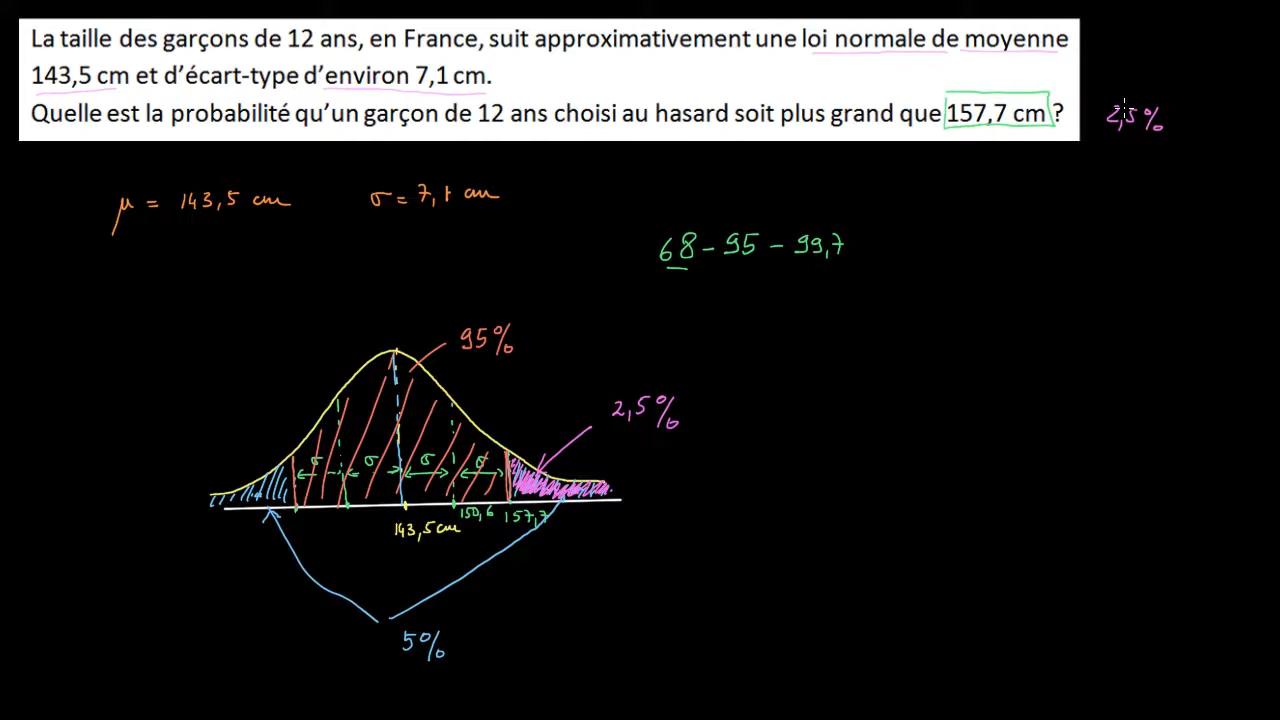 La taille des garçons de 12 ans, en France, suit approximativement une loi normale de moyenne
143,5 cm et d'écart-type d'environ 7,1 cm.
Quelle est la probabilité qu'un garçon de 12 ans choisi au hasard soit plus grand que 157,7 cm ?
2,5%
μ = 143,5 cm σ = 7,1 cm
68 - 95 - 99,7
95%
2,5%
σ σ σ σ
143,5 cm 150,6 157,7
5%